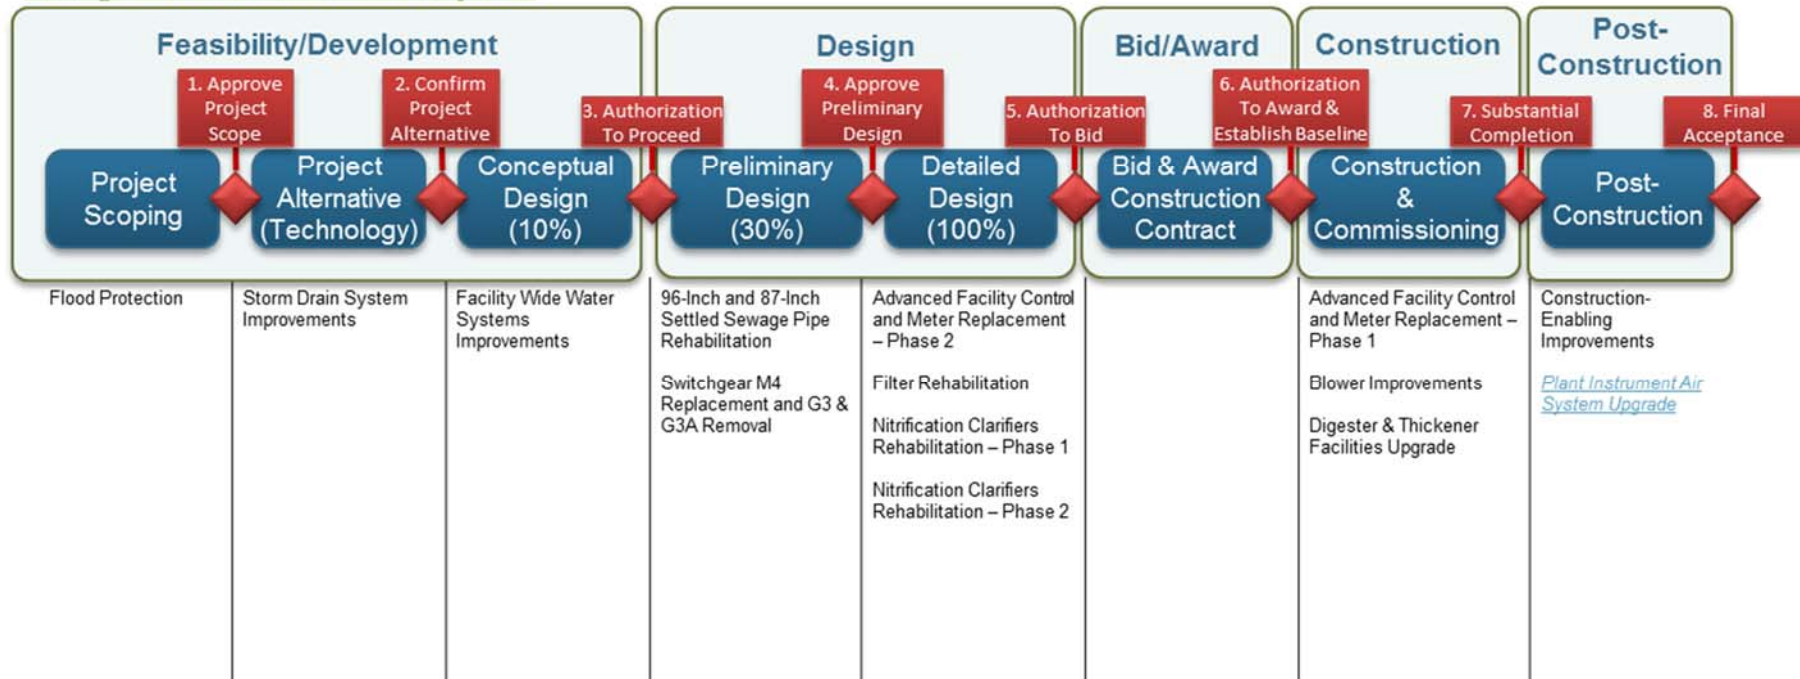 Feasibility/Development
Design
Bid/Award
Construction
Post-
Construction
1. Approve
Project
Scope
2. Confirm
Project
Alternative
3. Authorization
To Proceed
4. Approve
Preliminary
Design
5. Authorization
To Bid
6. Authorization
To Award &
Establish Baseline
7. Substantial
Completion
8. Final
Acceptance
Project
Scoping
Project
Alternative
(Technology)
Conceptual
Design
(10%)
Preliminary
Design
(30%)
Detailed
Design
(100%)
Bid & Award
Construction
Contract
Construction
&
Commissioning
Post-
Construction
Flood Protection
Storm Drain System
Improvements
Facility Wide Water
Systems
Improvements
96-Inch and 87-Inch
Settled Sewage Pipe
Rehabilitation
Switchgear M4
Replacement and G3 &
G3A Removal
Advanced Facility Control
and Meter Replacement
– Phase 2
Filter Rehabilitation
Nitrification Clarifiers
Rehabilitation – Phase 1
Nitrification Clarifiers
Rehabilitation – Phase 2
Advanced Facility Control
and Meter Replacement –
Phase 1
Blower Improvements
Digester & Thickener
Facilities Upgrade
Construction-
Enabling
Improvements
Plant Instrument Air
System Upgrade